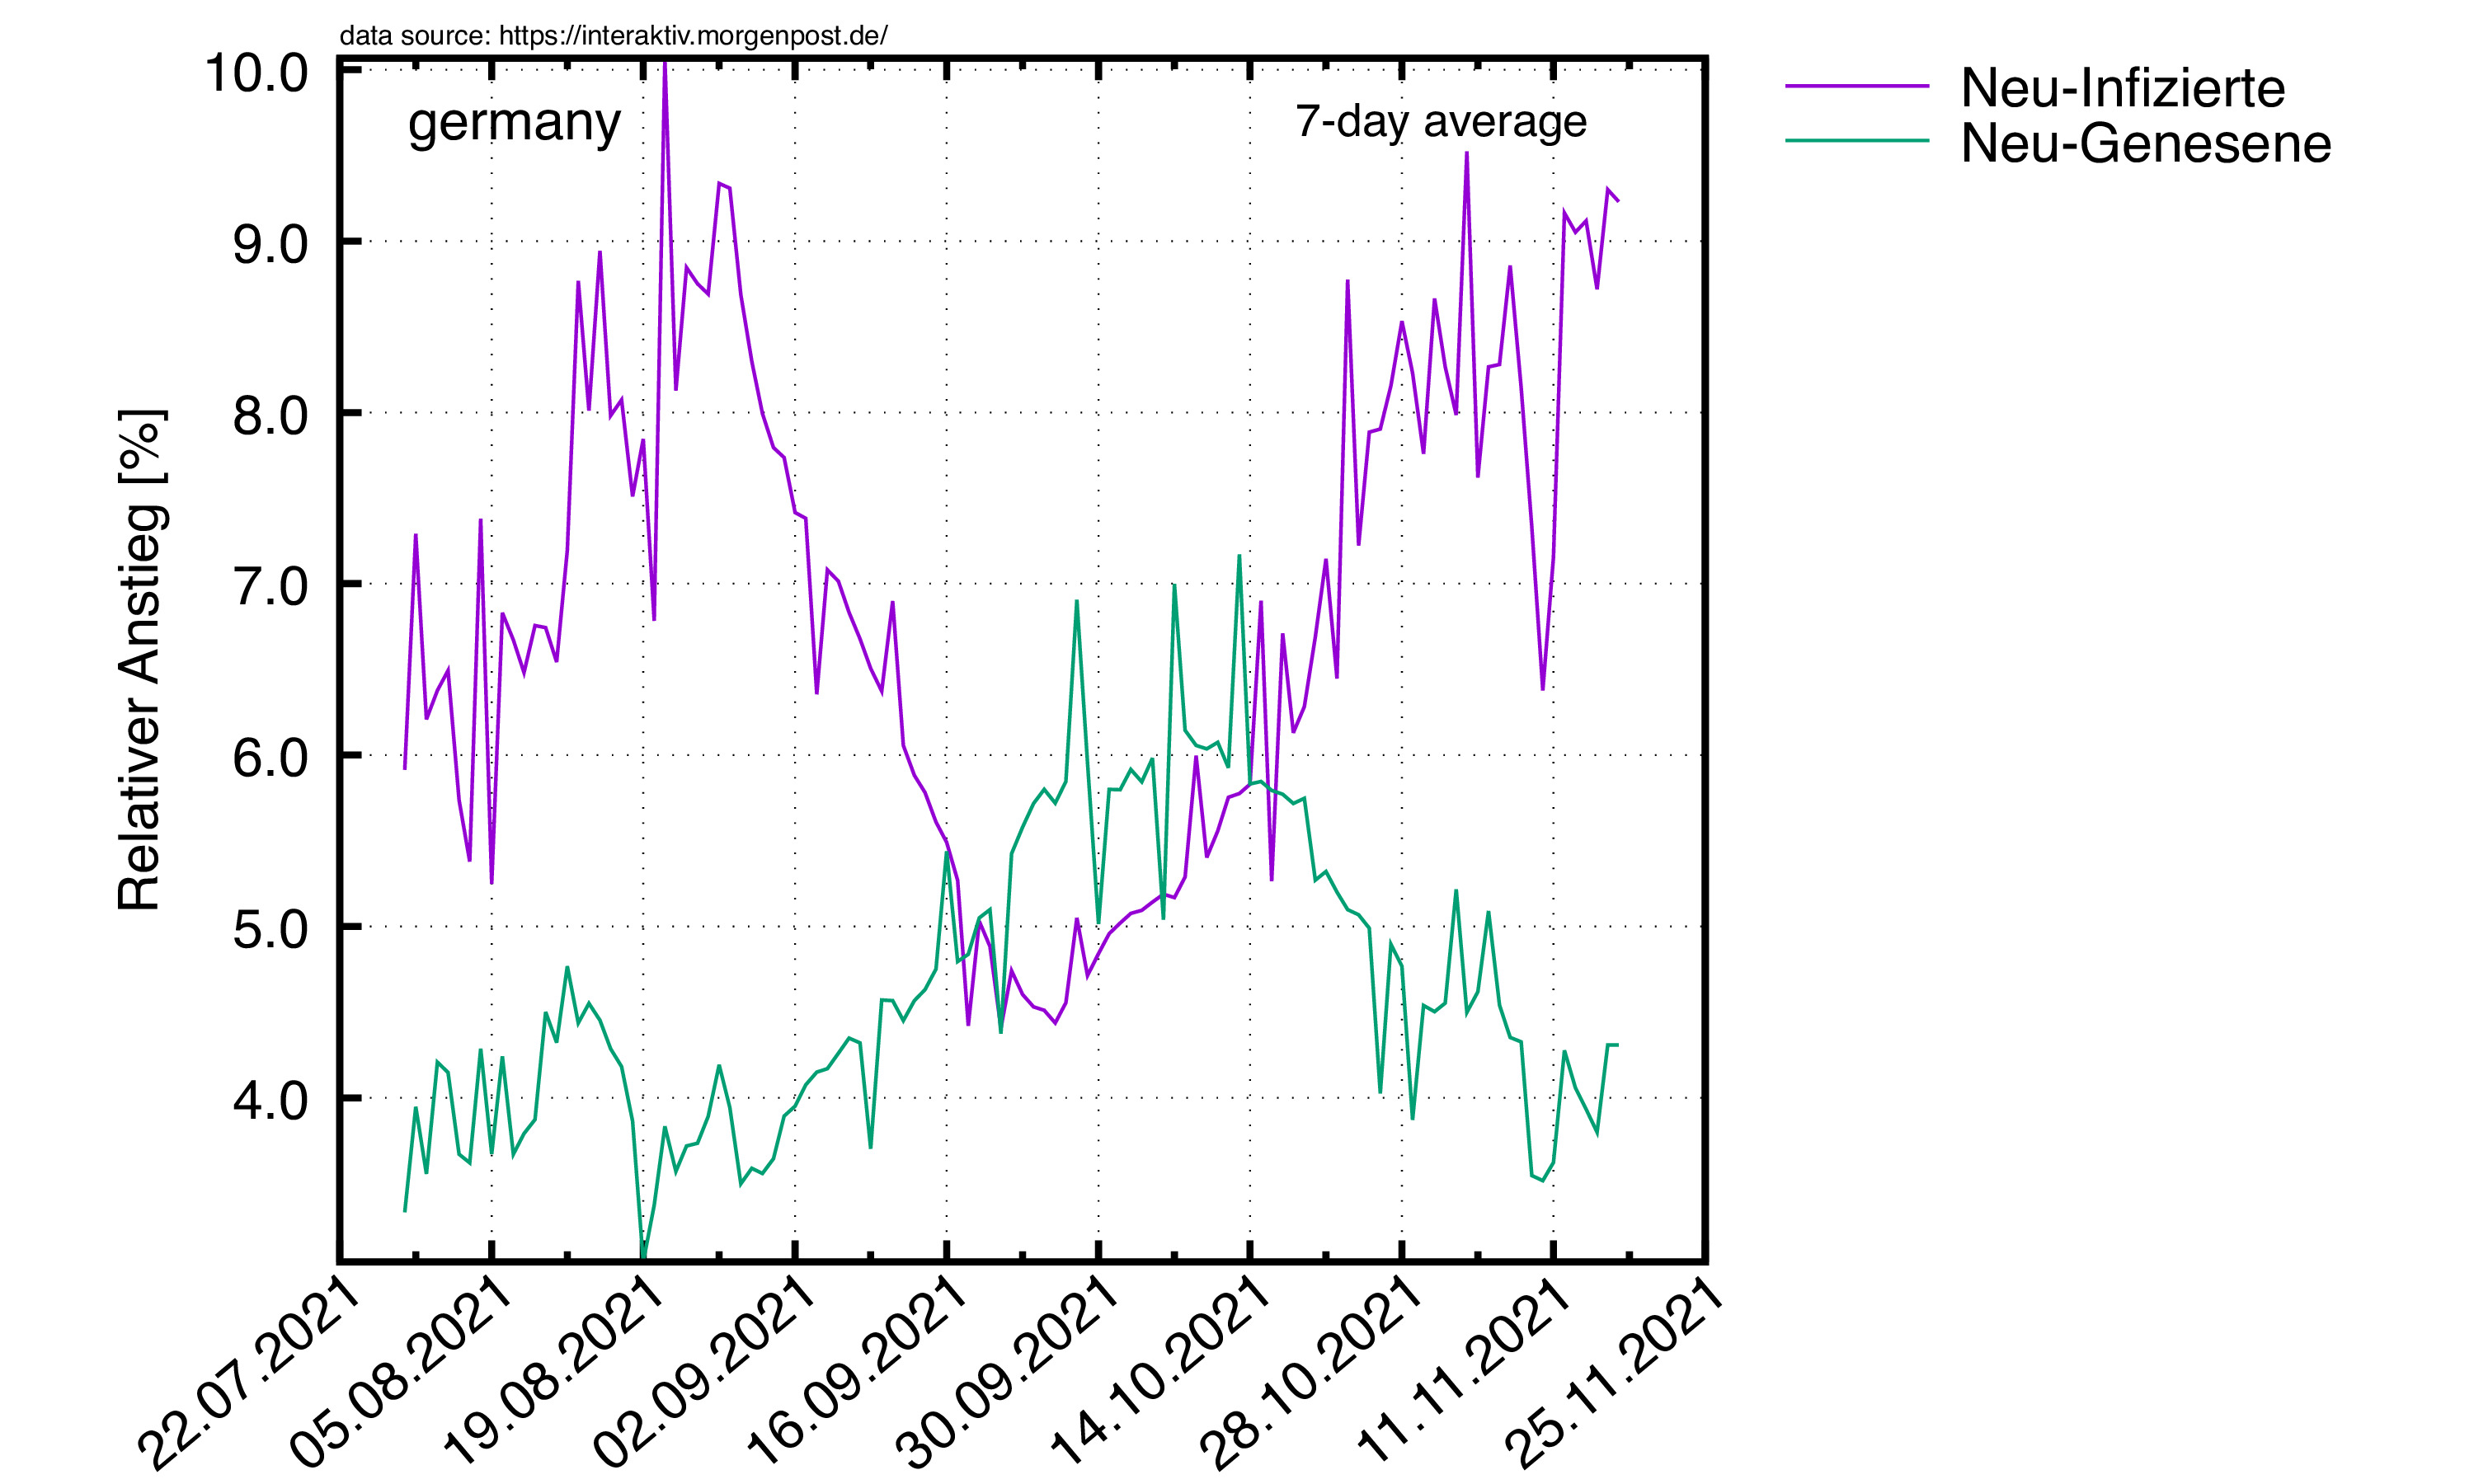 data source: https://interaktiv.morgenpost.de/
germany
7-day average
Neu-Infizierte
Neu-Genesene
Relativer Anstieg [%]
10.0
9.0
8.0
7.0
6.0
5.0
4.0
22.07.2021
05.08.2021
19.08.2021
02.09.2021
16.09.2021
30.09.2021
14.10.2021
28.10.2021
11.11.2021
25.11.2021